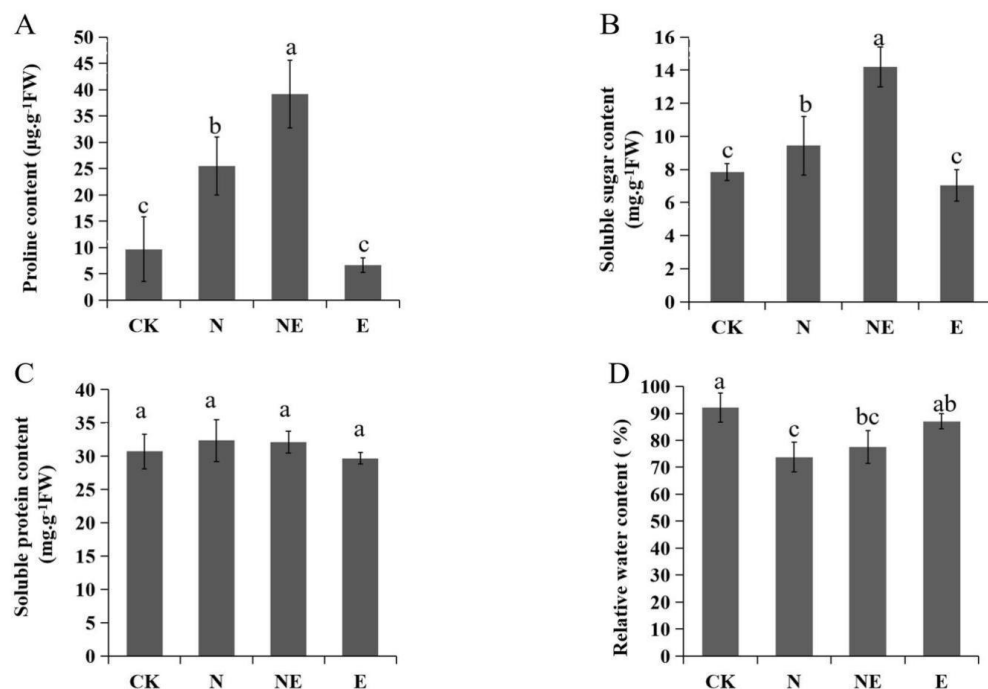 A
Proline content (μg.g-1FW)
50
45
40
35
30
25
20
15
10
5
0
c
b
a
c
CK N NE E
B
Soluble sugar content
(mg.g-1FW)
16
14
12
10
8
6
4
2
0
c
b
a
c
CK N NE E
C
Soluble protein content
(mg.g-1FW)
40
35
30
25
20
15
10
5
0
a
a
a
a
CK N NE E
D
Relative water content ( %)
100
90
80
70
60
50
40
30
20
10
0
a
c
bc
ab
CK N NE E